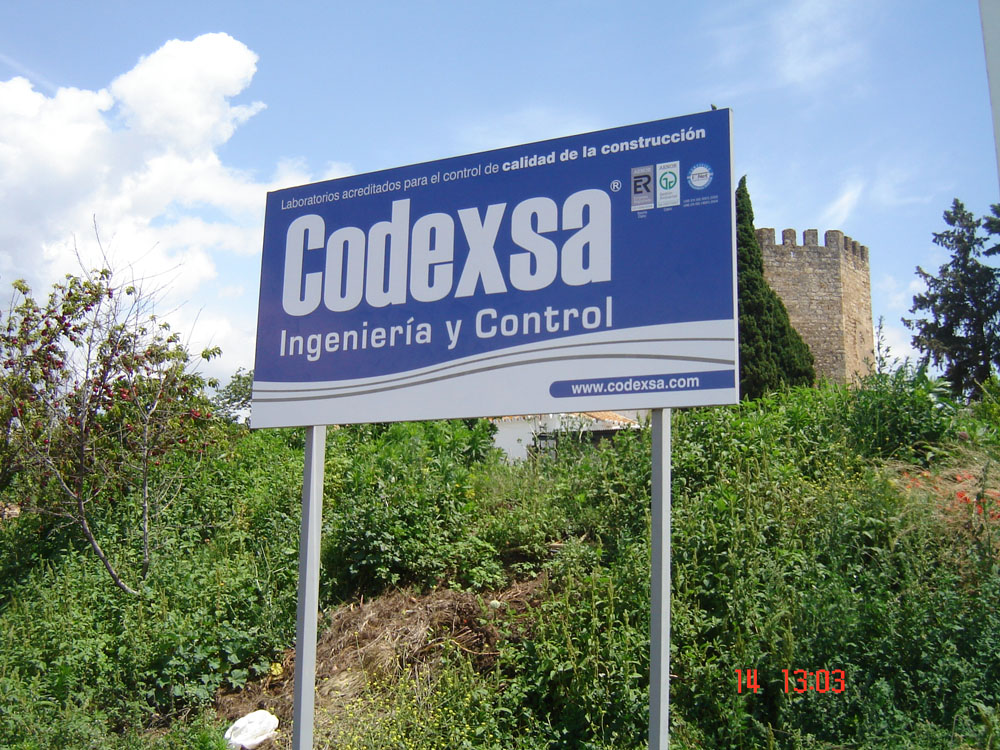 Laboratorios acreditados para el control de calidad de la construcción
Codexsa®
ER
Ingeniería y Control
www.codexsa.com
14 13:03